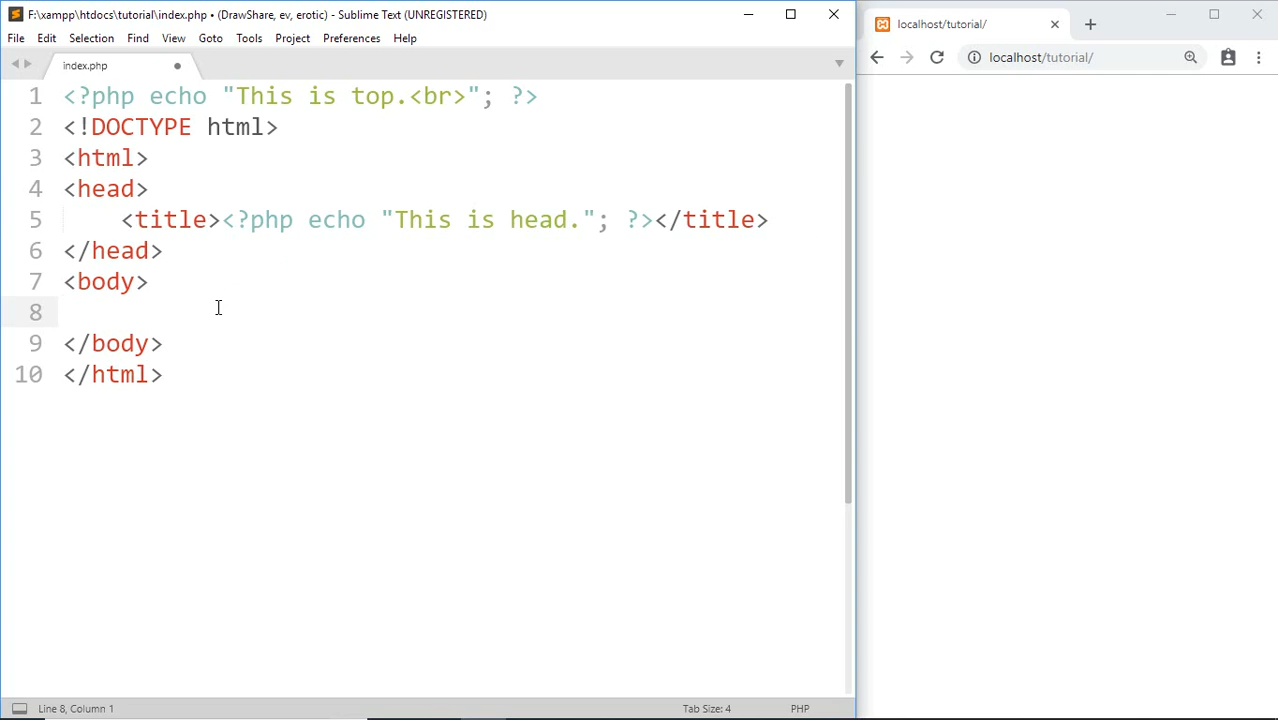 F:\xampp\htdocs\tutorial\index.php • (DrawShare, ev, erotic) - Sublime Text (UNREGISTERED)
File Edit Selection Find View Goto Tools Project Preferences Help
index.php
1 <?php echo "This is top.<br>"; ?>
2 <!DOCTYPE html>
3 <html>
4 <head>
5 <title><?php echo "This is head."; ?></title>
6 </head>
7 <body>
8
9 </body>
10 </html>
Line 8, Column 1
Tab Size: 4
PHP
localhost/tutorial/
localhost/tutorial/